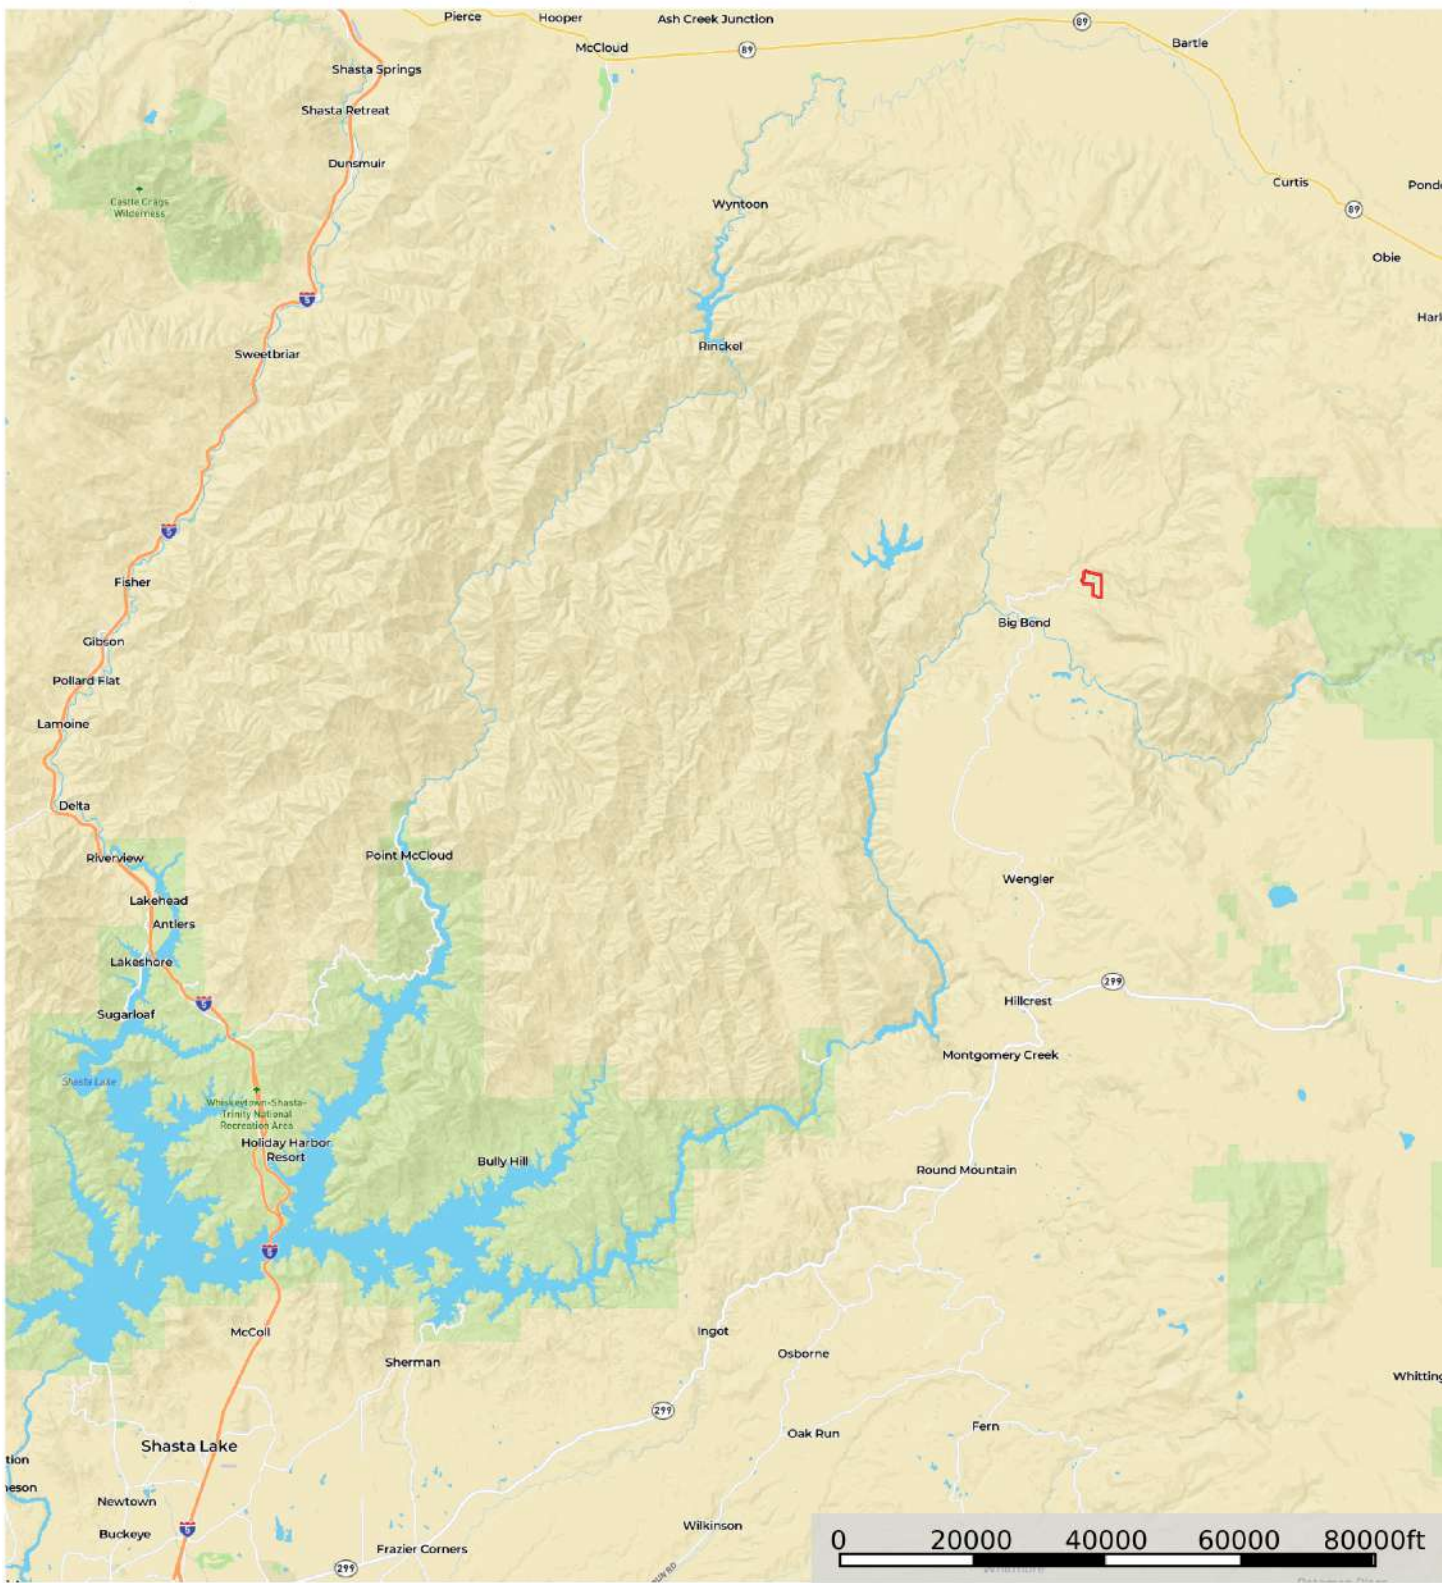 Pierce
Hooper
Ash Creek Junction
89
McCloud
89
Bartle
Shasta Springs
Shasta Retreat
Dunsmuir
Castle Crags
Wilderness
Wyntoon
Curtis
Pond
89
Obie
5
Harl
Sweetbriar
Rinckel
5
Fisher
Big Bend
Gibson
Pollard Flat
Lamoine
Delta
Riverview
Point McCloud
Wengler
Lakehead
Antlers
Lakeshore
299
5
Hillcrest
Sugarloaf
Montgomery Creek
Shasta Lake
Whiskeytown-Shasta-
Trinity National
Recreation Area
Holiday Harbor
Resort
Bully Hill
Round Mountain
5
McColl
Ingot
Sherman
Osborne
Whitting
299
Oak Run
Fern
Shasta Lake
tion
eson
Newtown
Buckeye
5
Wilkinson
Frazier Corners
299
UN RD
0 20000 40000 60000 80000ft
Whitmore